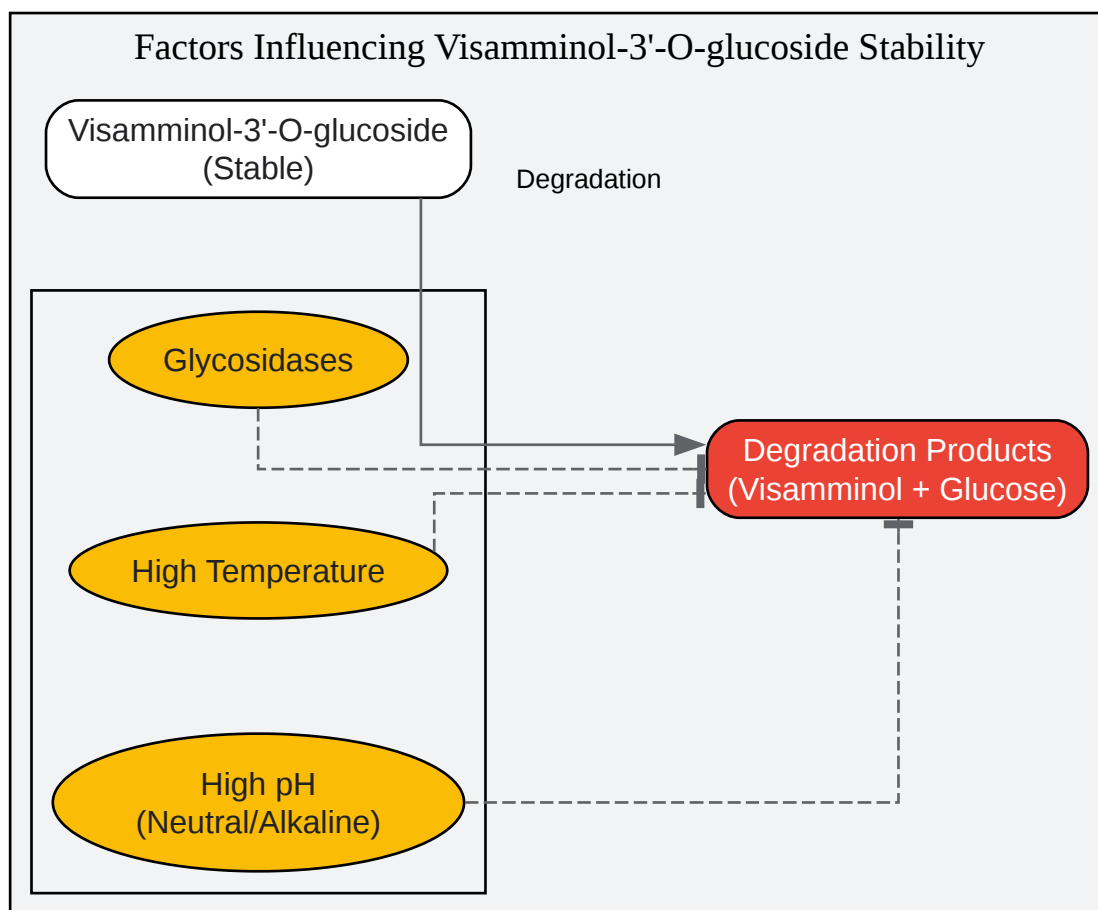 Factors Influencing Visamminol-3'-O-glucoside Stability
Visamminol-3'-O-glucoside
(Stable)
Degradation
Glycosidases
Degradation Products
(Visamminol + Glucose)
High Temperature
High pH
(Neutral/Alkaline)